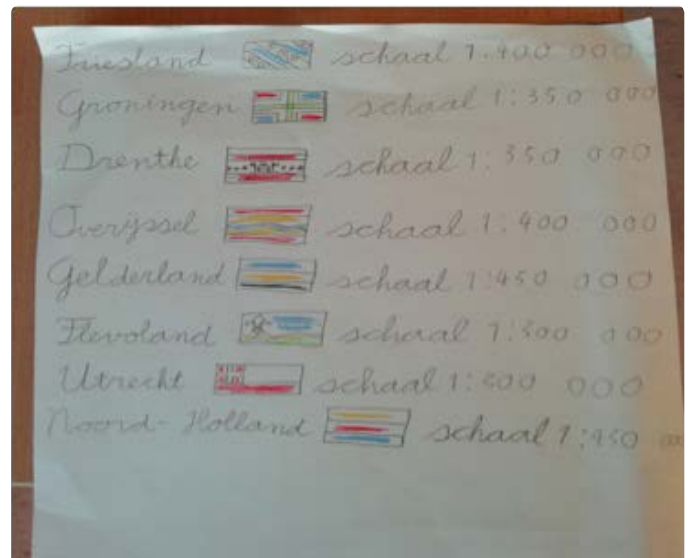 Friesland schaal 1:400 000
Groningen schaal 1:350 000
Drenthe schaal 1:350 000
Overijssel schaal 1:400 000
Gelderland schaal 1:450 000
Flevoland schaal 1:300 000
Utrecht schaal 1:300 000
Noord-Holland schaal 1:450